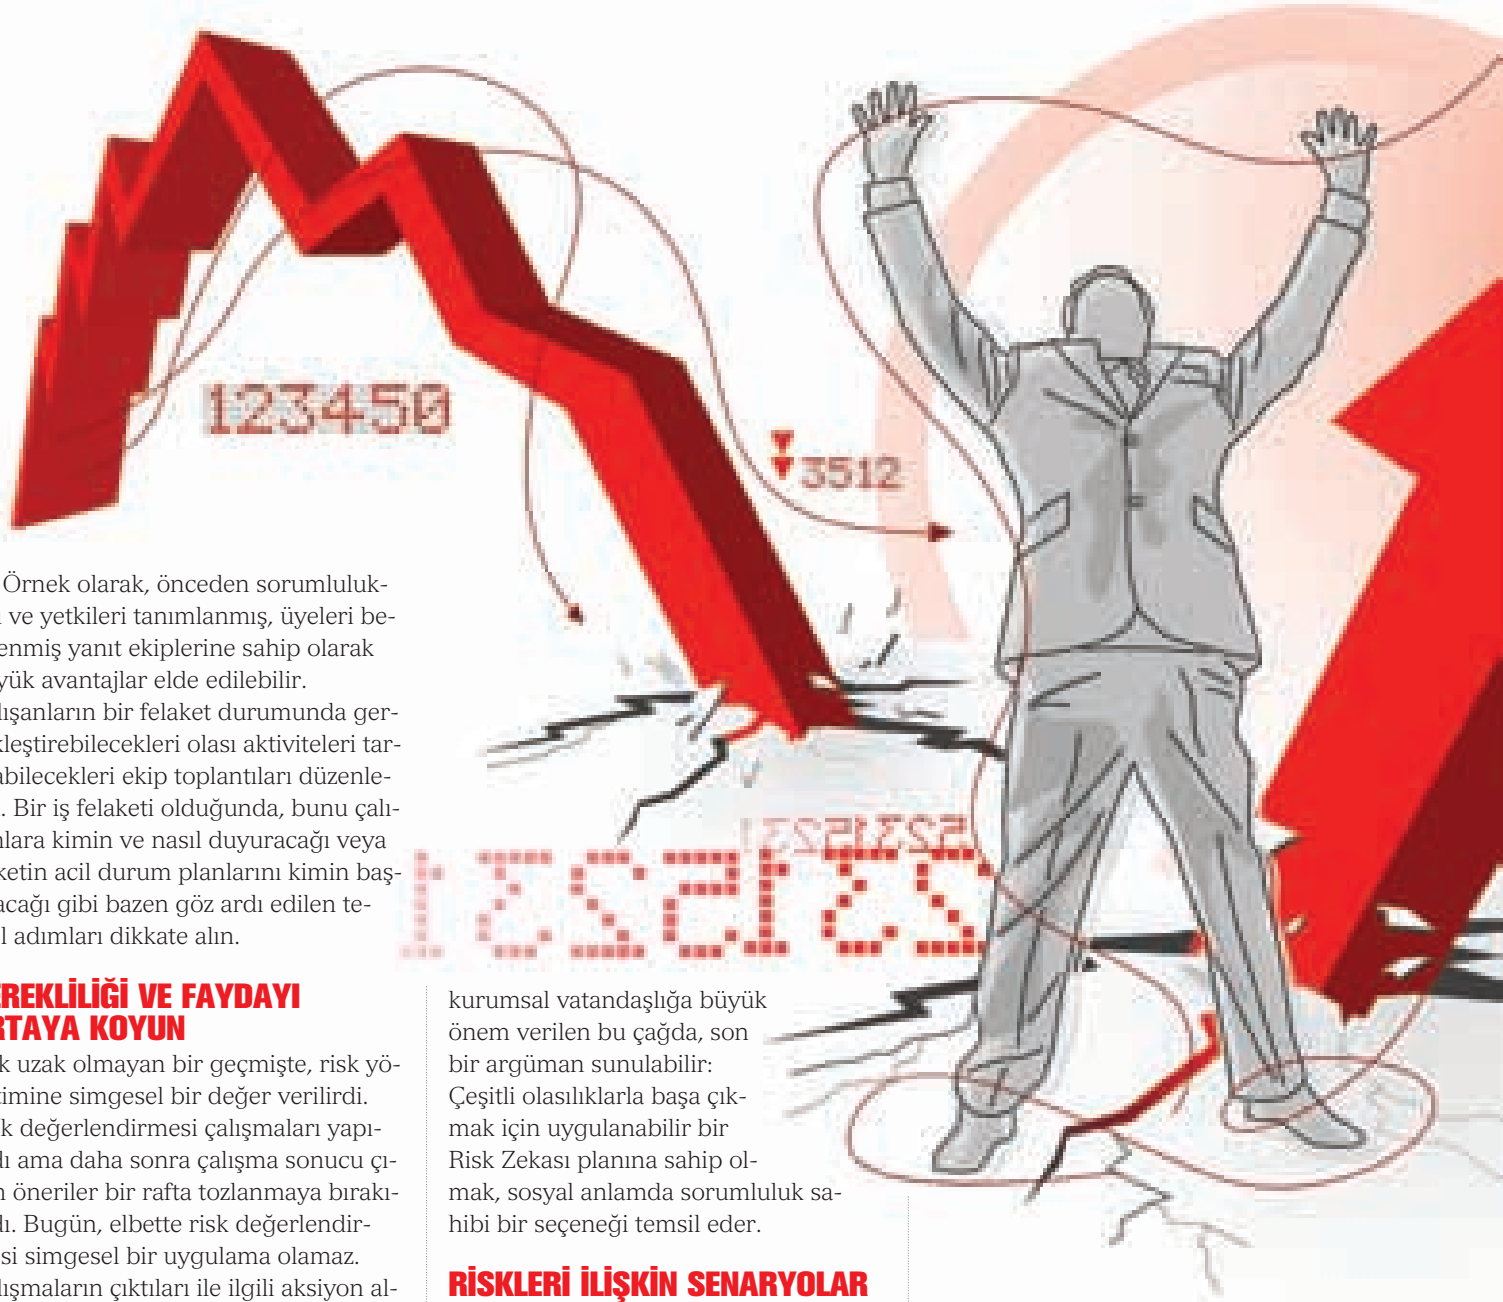 123450
3512
Örnek olarak, önceden sorumluluk-
ve yetkileri tanımlanmış, üyeleri be-
enmiş yanıt ekiplerine sahip olarak
yük avantajlar elde edilebilir.
lışanların bir felaket durumunda ger-
kleştirebilecekleri olası aktiviteleri tar-
abilecekleri ekip toplantıları düzenle-
. Bir iş felaketi olduğunda, bunu çalı-
nlara kimin ve nasıl duyuracağı veya
ketin acil durum planlarını kimin baş-
acağı gibi bazen göz ardı edilen te-
l adımları dikkate alın.
EREKLİLİĞİ VE FAYDAYI
RTAYA KOYUN
k uzak olmayan bir geçmişte, risk yö-
timine simgesel bir değer verilirdi.
k değerlendirmesi çalışmaları yapı-
dı ama daha sonra çalışma sonucu çı-
n öneriler bir rafta tozlanmaya bırakı-
dı. Bugün, elbette risk değerlendir-
si simgesel bir uygulama olamaz.
lışmaların çıktıları ile ilgili aksiyon al-
kurumsal vatandaşlığa büyük
önem verilen bu çağda, son
bir argüman sunulabilir:
Çeşitli olasılıklarla başa çık-
mak için uygulanabilir bir
Risk Zekası planına sahip ol-
mak, sosyal anlamda sorumluluk sa-
hibi bir seçeneği temsil eder.
RİSKLERİ İLİŞKİN SENARYOLAR